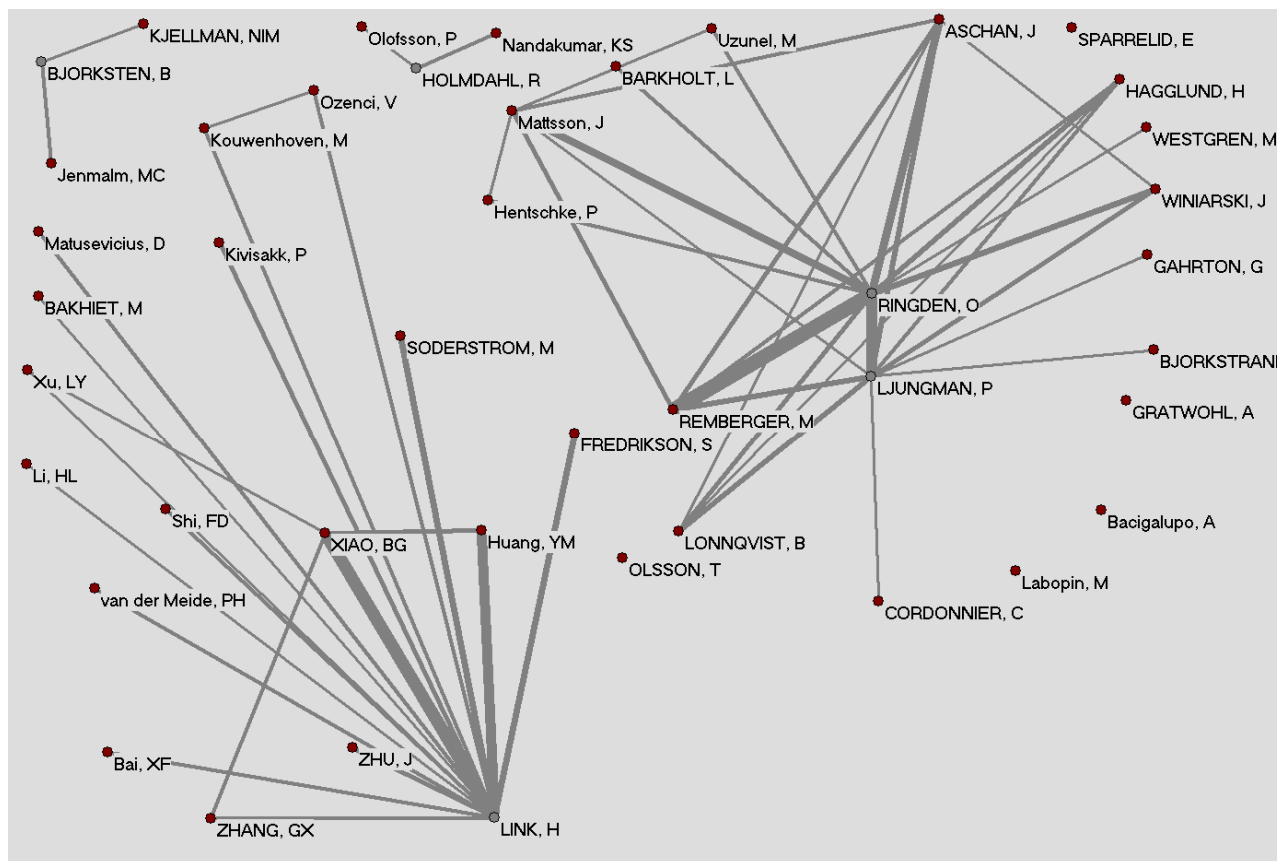 KJELLMAN, NIM
Olofsson, P
Nandakumar, KS
Uzunel, M
ASCHAN, J
SPARRELID, E
BJORKSTEN, B
HOLMDAHL, R
BARKHOLT, L
HAGGLUND, H
Ozenci, V
Mattsson, J
Kouwenhoven, M
WESTGREN, M
Jenmalm, MC
WINIARSKI, J
Hentschke, P
Matusevicius, D
Kivisakk, P
GAHRTON, G
BAKHIET, M
RINGDEN, O
SODERSTROM, M
BJORKSTRAND
Xu, LY
LJUNGMAN, P
GRATWOHL, A
REMBERGER, M
FREDRIKSON, S
Li, HL
Shi, FD
Bacigalupo, A
XIAO, BG
Huang, YM
LONNQVIST, B
OLSSON, T
Labopin, M
van der Meide, PH
CORDONNIER, C
Bai, XF
ZHU, J
ZHANG, GX
LINK, H